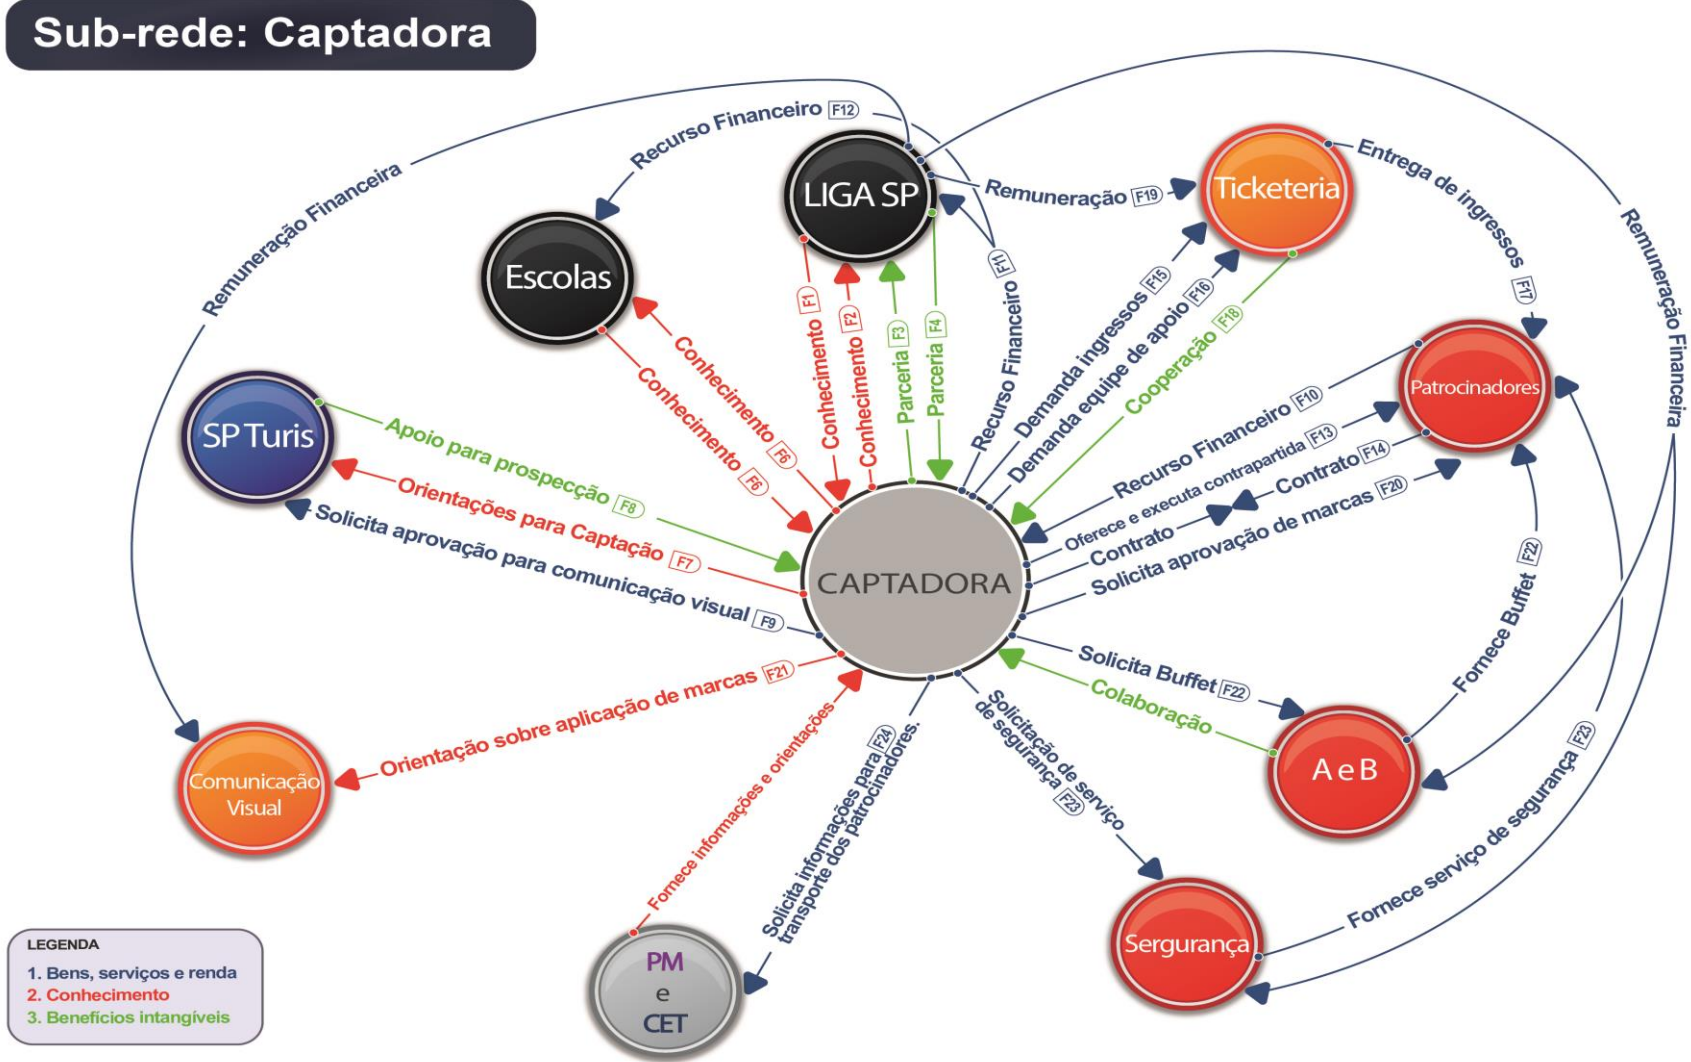 Sub-rede: Captadora
Recurso Financeiro F12
LIGA SP
Remuneração F19
Ticketeria
Entrega de ingressos F17
Remuneração Financeira
Remuneração Financeira
Escolas
Conhecimento F1
Conhecimento F2
Parceria F3
Parceria F4
Recurso Financeiro F11
Demanda ingressos F15
Demanda equipe de apoio F16
Cooperação F18
Patrocinadores
Conhecimento F6
Conhecimento F6
SP Turis
Apoio para prospecção F8
Orientações para Captação F7
Solicita aprovação para comunicação visual F9
Recurso Financeiro F10
Oferece e executa contrapartida F13
Contrato
Contrato F14
Solicita aprovação de marcas F20
CAPTADORA
Solicita Buffet F22
Colaboração
Fornece Buffet F22
A e B
Orientação sobre aplicação de marcas F21
Comunicação
Visual
Fornece informações e orientações
Solicita informações para F24
transporte dos patrocinadores.
Solicitação de serviço
de segurança F23
Fornece serviço de segurança F23
Sergurança
PM
e
CET
LEGENDA
1. Bens, serviços e renda
2. Conhecimento
3. Benefícios intangíveis